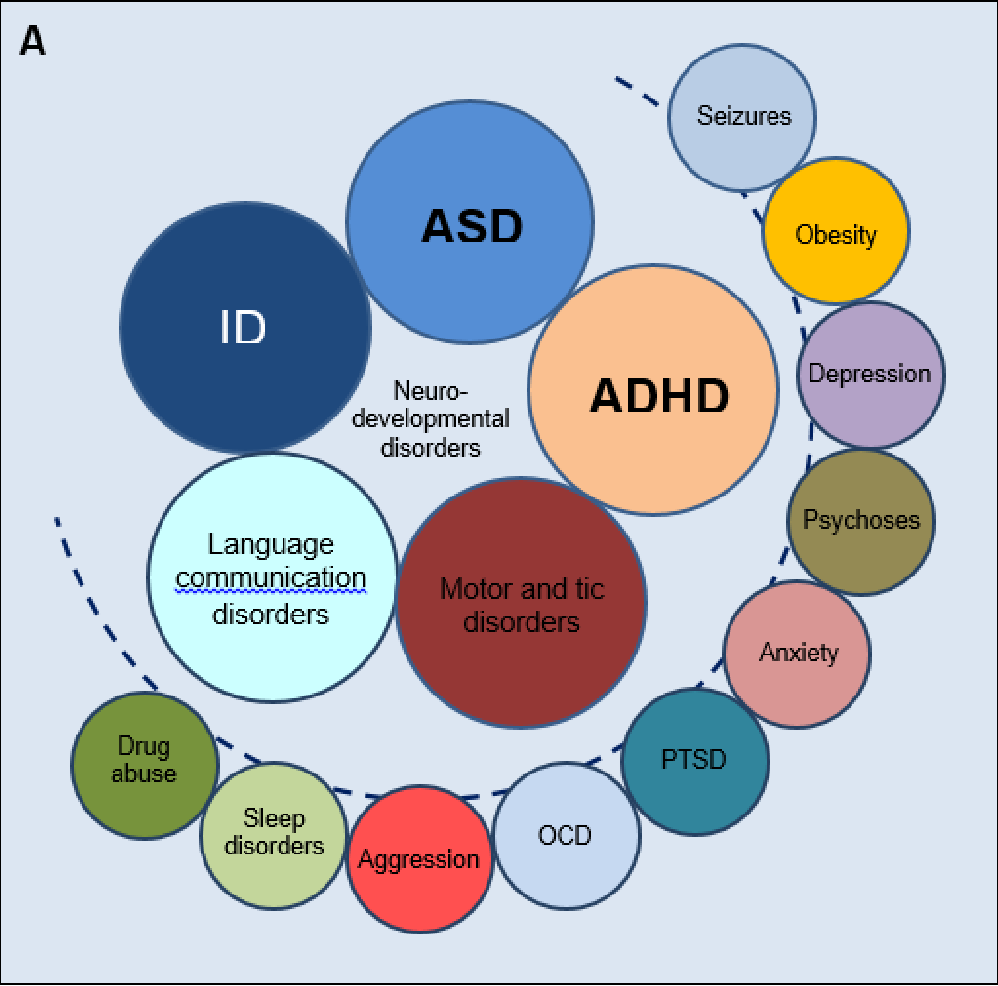 A
Seizures
ASD
Obesity
ID
Depression
ADHD
Neuro-
developmental
disorders
Psychoses
Language
communication
disorders
Motor and tic
disorders
Anxiety
PTSD
Drug
abuse
Sleep
disorders
Aggression
OCD